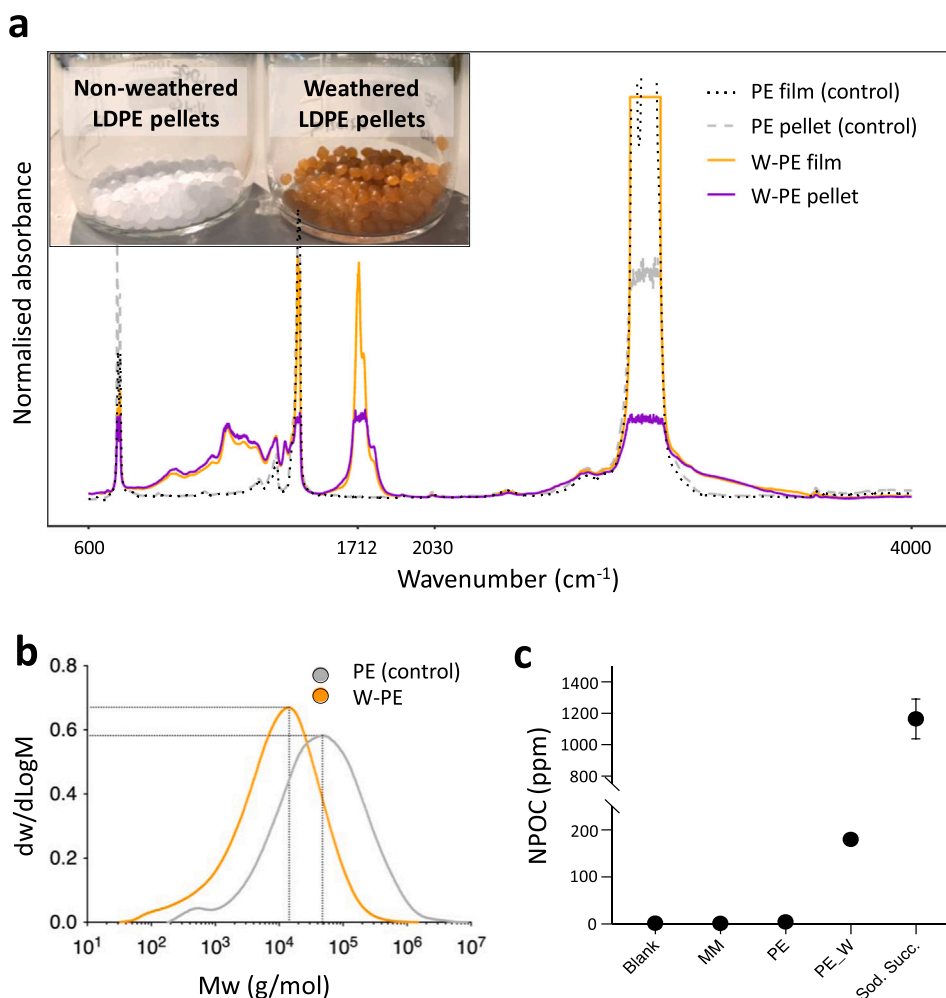 a
Non-weathered
LDPE pellets
Weathered
LDPE pellets
PE film (control)
PE pellet (control)
W-PE film
W-PE pellet
Normalised absorbance
600
1712
2030
4000
Wavenumber (cm⁻¹)
b
PE (control)
W-PE
0.8
0.6
0.4
0.2
0.0
dw/dLogM
10¹
10²
10³
10⁴
10⁵
10⁶
10⁷
Mw (g/mol)
c
1400
1200
1000
800
200
100
0
NPOC (ppm)
Blank
MM
PE
PE_W
Sod. Succ.